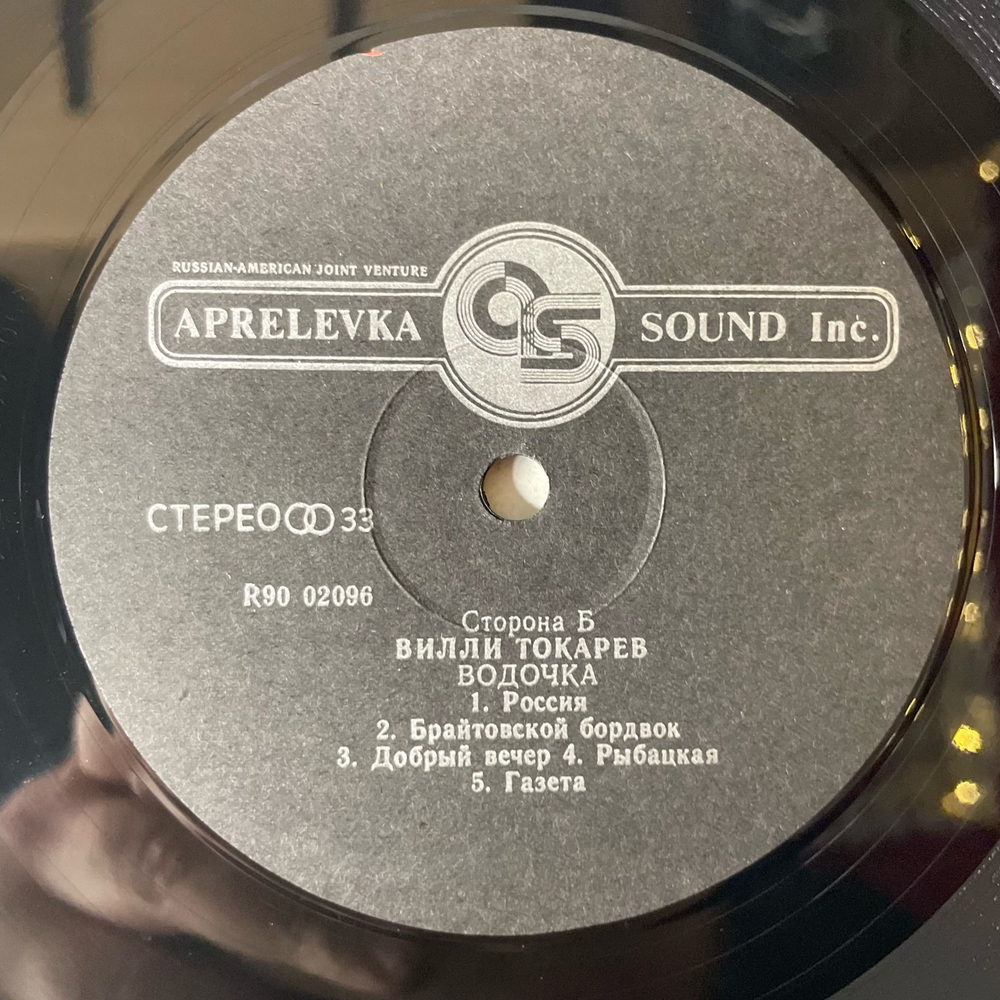 RUSSIAN-AMERICAN JOINT VENTURE
APRELEVKA SOUND Inc.
СТЕРЕО 33
R90 02096
Сторона Б
ВИЛЛИ ТОКАРЕВ
ВОДОЧКА
1. Россия
2. Брайтовской бордвок
3. Добрый вечер 4. Рыбацкая
5. Газета